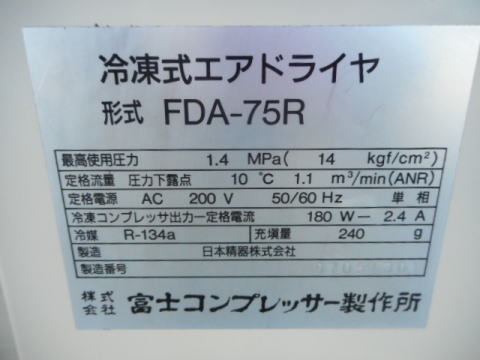 冷凍式エアドライヤ
形式 FDA-75R
最高使用圧力 1.4 MPa( 14 kgf/cm²)
定格流量 圧力下露点 10 ℃ 1.1 m³/min(ANR)
定格電源 AC 200 V 50/60 Hz 単相
冷凍コンプレッサ出力ー定格電流 180 W－ 2.4 A
冷媒 R-134a 充填量 240 g
製造 日本精器株式会社
製造番号
株式会社 富士コンプレッサー製作所